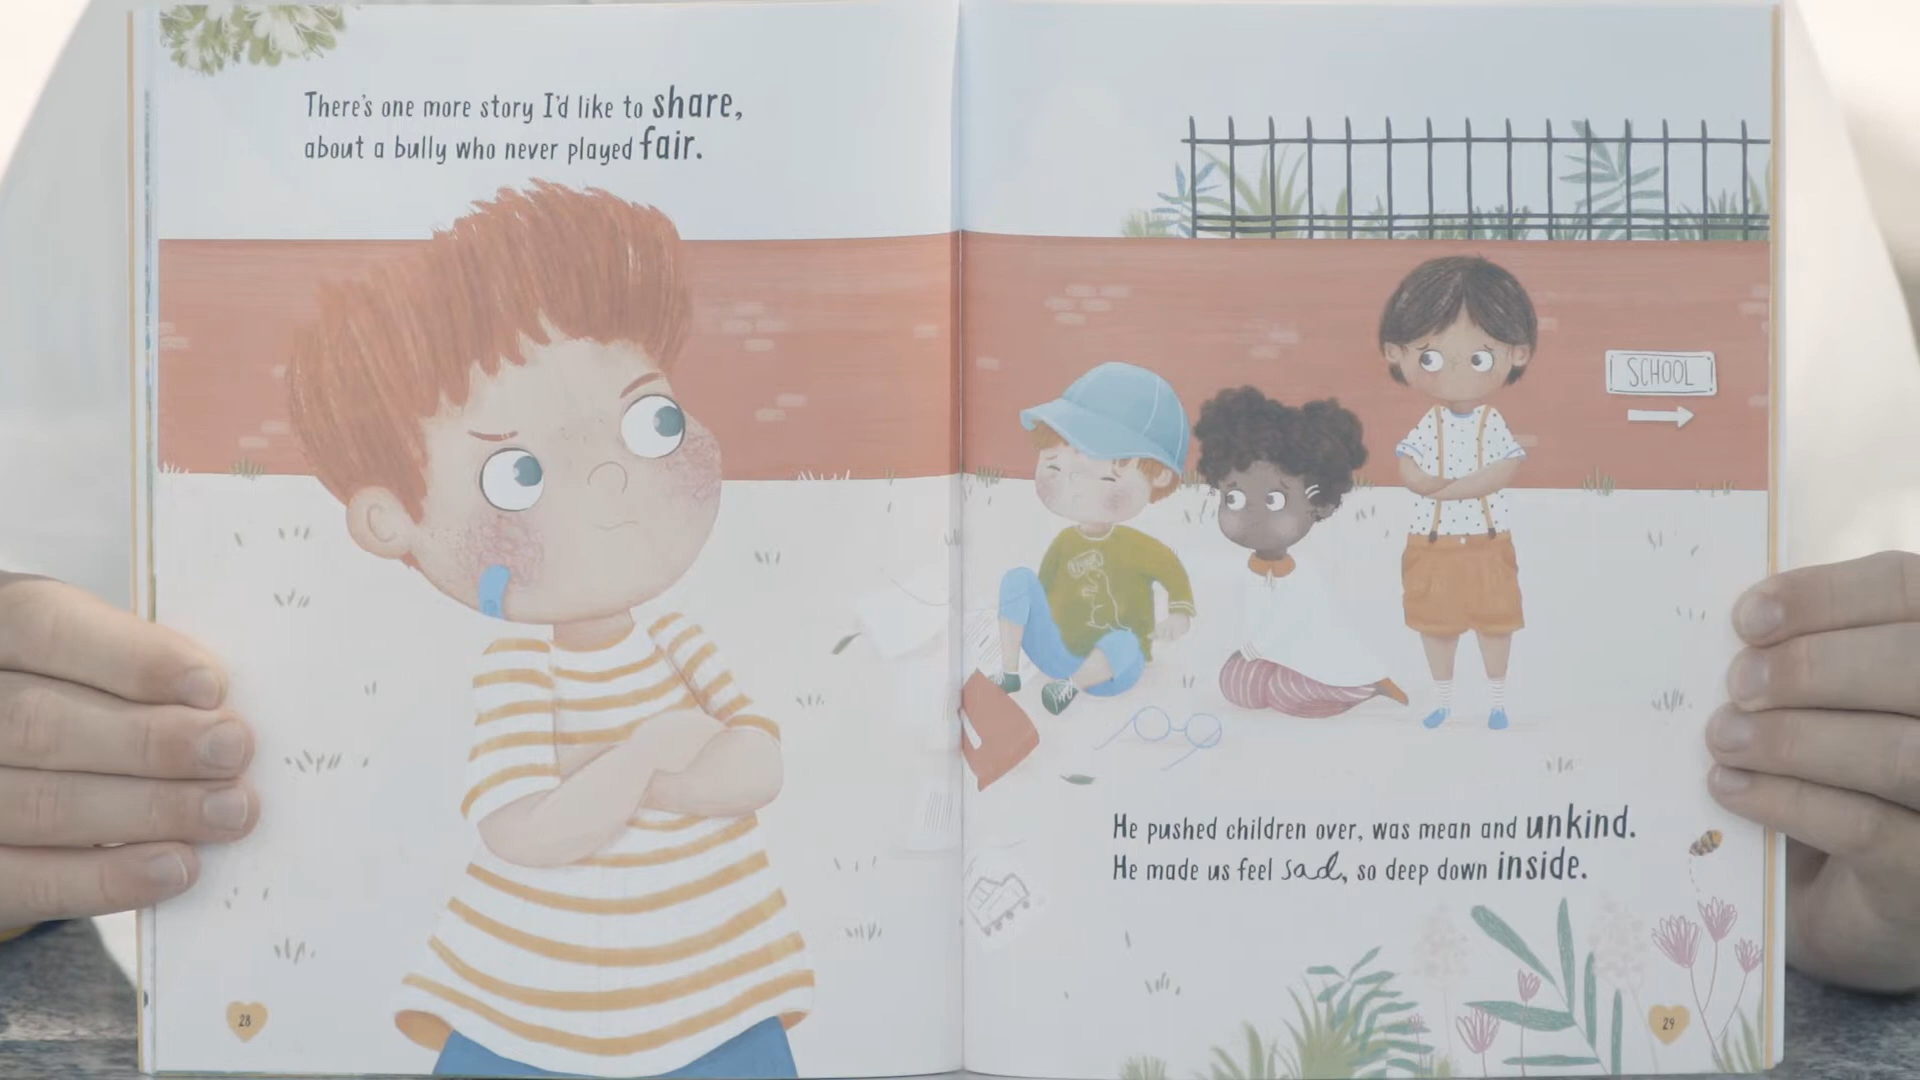 There's one more story I'd like to share,
about a bully who never played fair.
SCHOOL
He pushed children over, was mean and unkind.
He made us feel sad, so deep down inside.
28
29